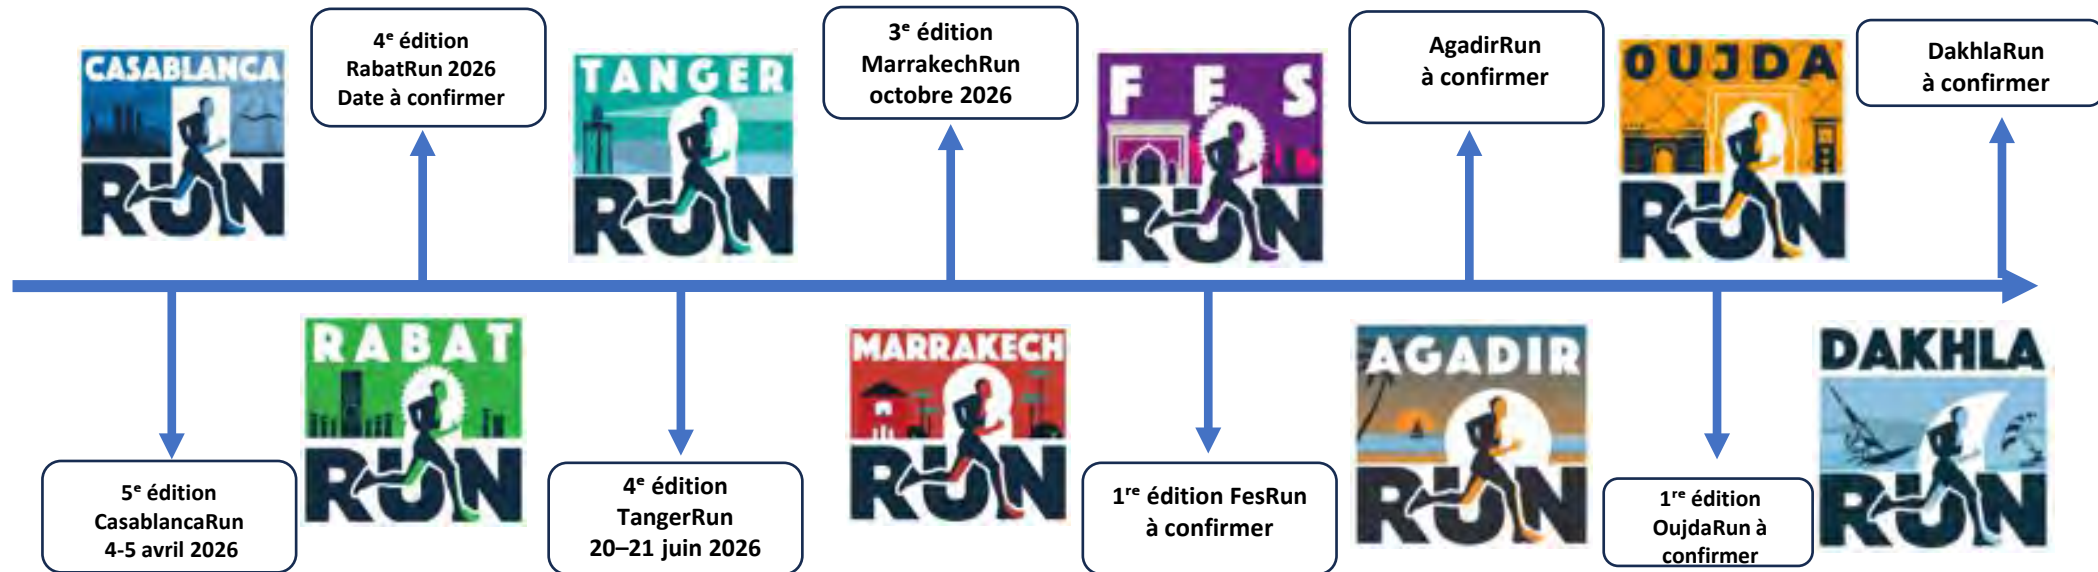 CASABLANCA
RUN
4ᵉ édition
RabatRun 2026
Date à confirmer
TANGER
RUN
3ᵉ édition
MarrakechRun
octobre 2026
FES
RUN
AgadirRun
à confirmer
OUJDA
RUN
DakhlaRun
à confirmer
5ᵉ édition
CasablancaRun
4-5 avril 2026
RABAT
RUN
4ᵉ édition
TangerRun
20–21 juin 2026
MARRAKECH
RUN
1ʳᵉ édition FesRun
à confirmer
AGADIR
RUN
1ʳᵉ édition
OujdaRun à
confirmer
DAKHLA
RUN